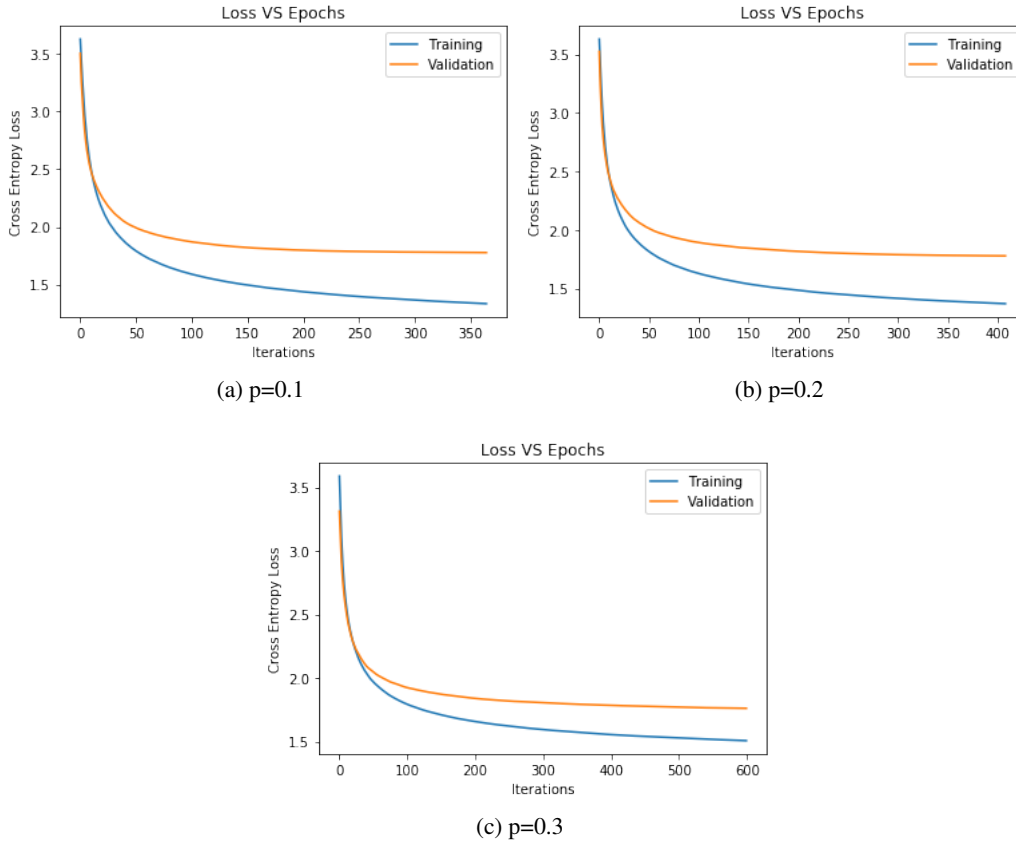 Loss VS Epochs
Training
Validation
Cross Entropy Loss
3.5
3.0
2.5
2.0
1.5
0 50 100 150 200 250 300 350
Iterations
(a) p=0.1
Loss VS Epochs
Training
Validation
Cross Entropy Loss
3.5
3.0
2.5
2.0
1.5
0 50 100 150 200 250 300 350 400
Iterations
(b) p=0.2
Loss VS Epochs
Training
Validation
Cross Entropy Loss
3.5
3.0
2.5
2.0
1.5
0 100 200 300 400 500 600
Iterations
(c) p=0.3